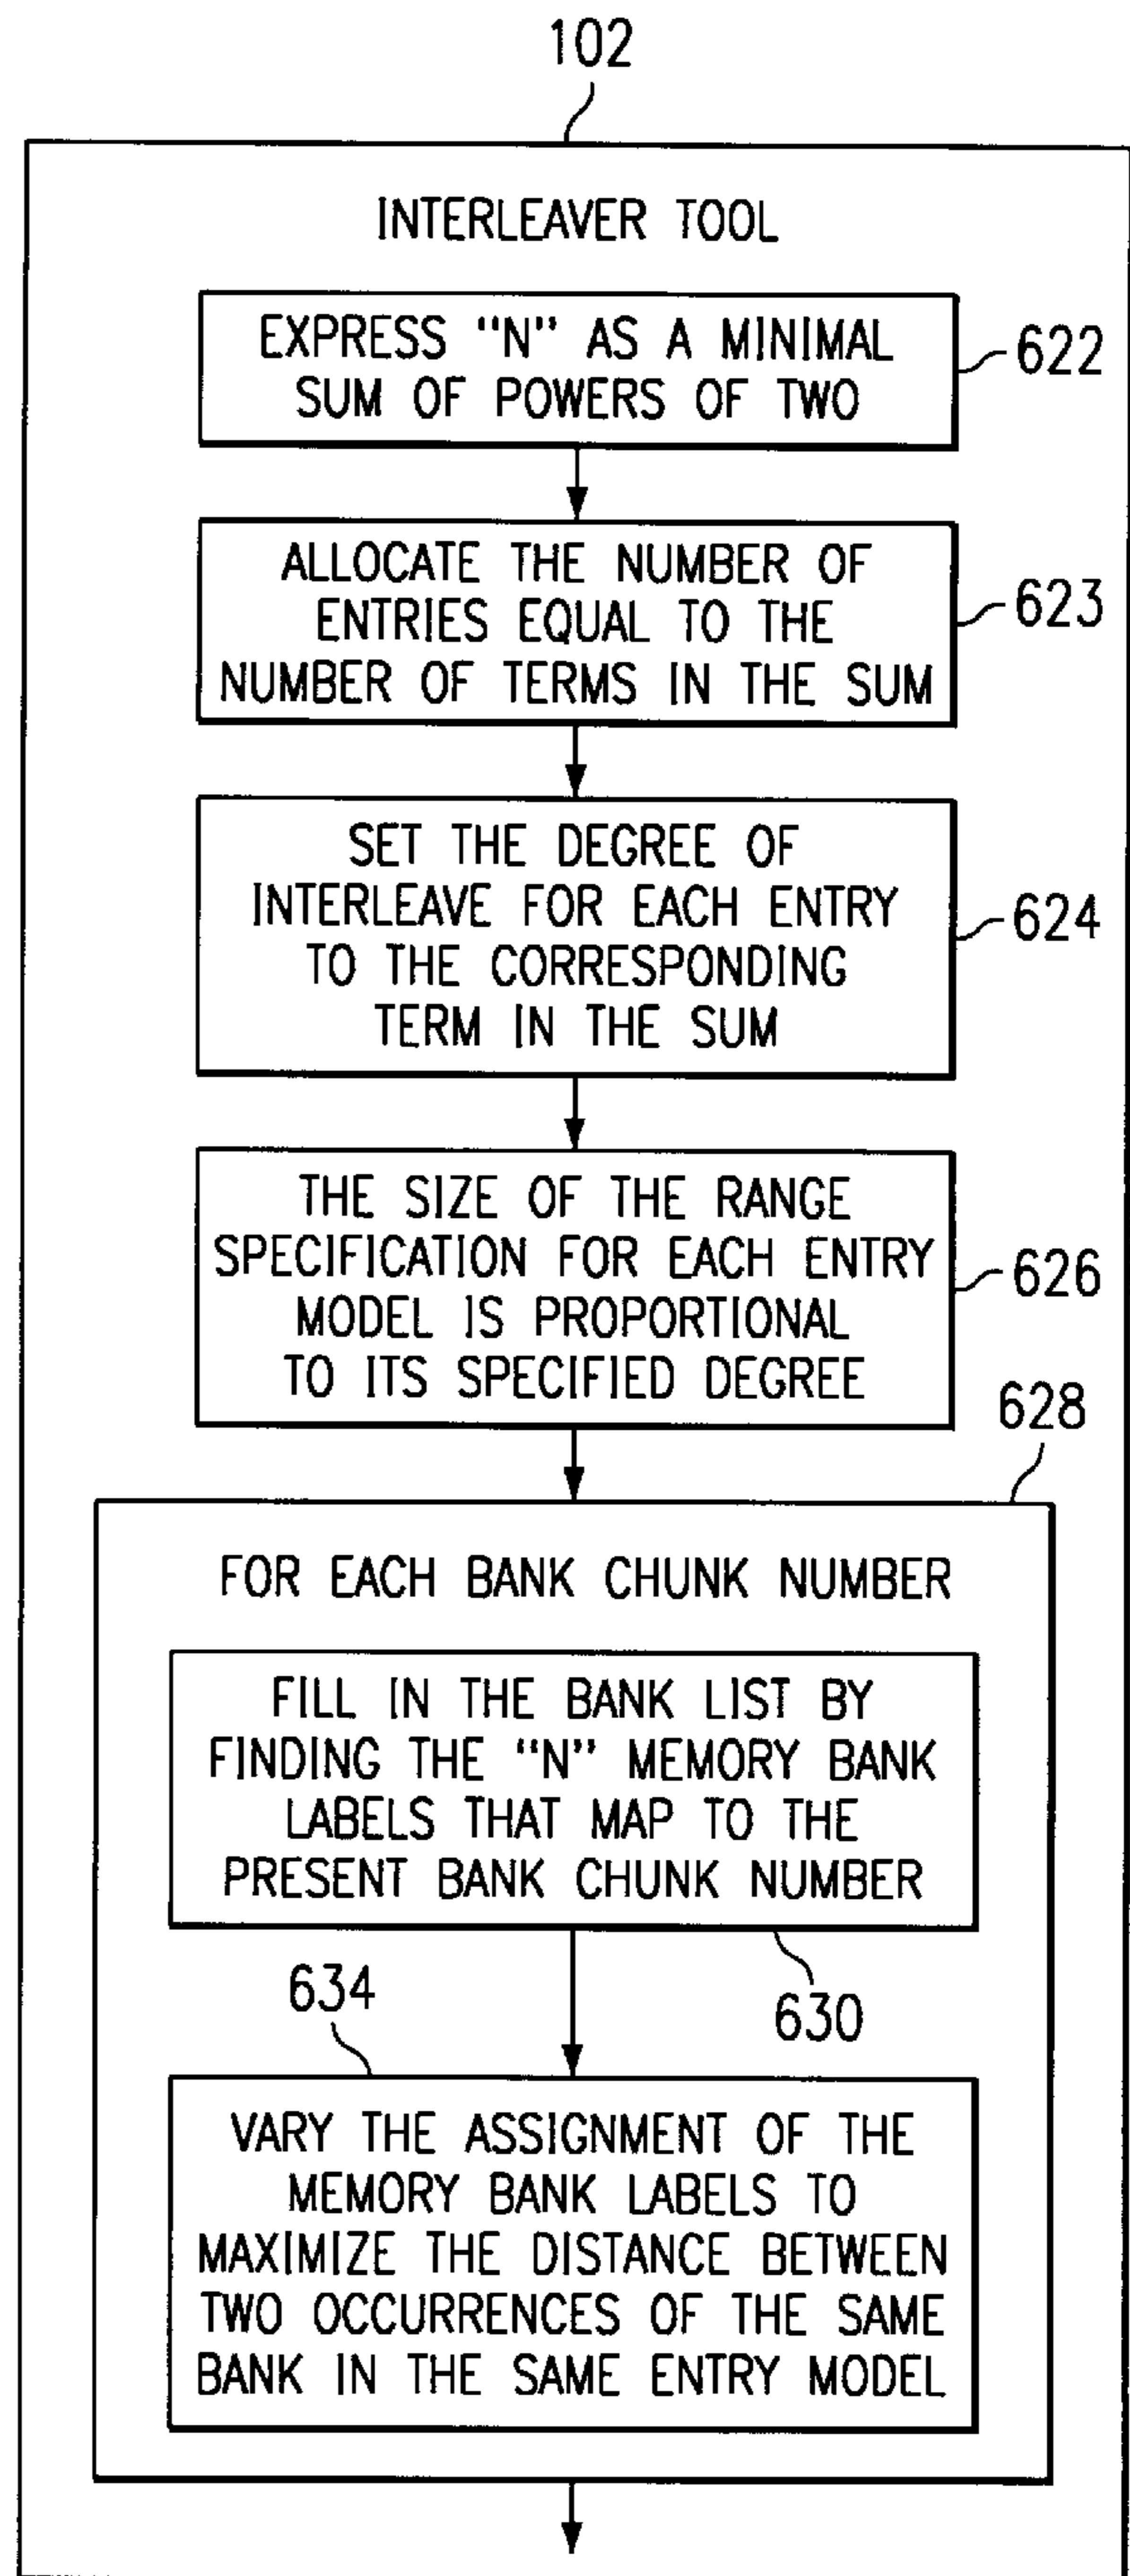 102
INTERLEAVER TOOL
EXPRESS "N" AS A MINIMAL
SUM OF POWERS OF TWO
622
ALLOCATE THE NUMBER OF
ENTRIES EQUAL TO THE
NUMBER OF TERMS IN THE SUM
623
SET THE DEGREE OF
INTERLEAVE FOR EACH ENTRY
TO THE CORRESPONDING
TERM IN THE SUM
624
THE SIZE OF THE RANGE
SPECIFICATION FOR EACH ENTRY
MODEL IS PROPORTIONAL
TO ITS SPECIFIED DEGREE
626
628
FOR EACH BANK CHUNK NUMBER
FILL IN THE BANK LIST BY
FINDING THE "N" MEMORY BANK
LABELS THAT MAP TO THE
PRESENT BANK CHUNK NUMBER
630
634
VARY THE ASSIGNMENT OF THE
MEMORY BANK LABELS TO
MAXIMIZE THE DISTANCE BETWEEN
TWO OCCURRENCES OF THE SAME
BANK IN THE SAME ENTRY MODEL